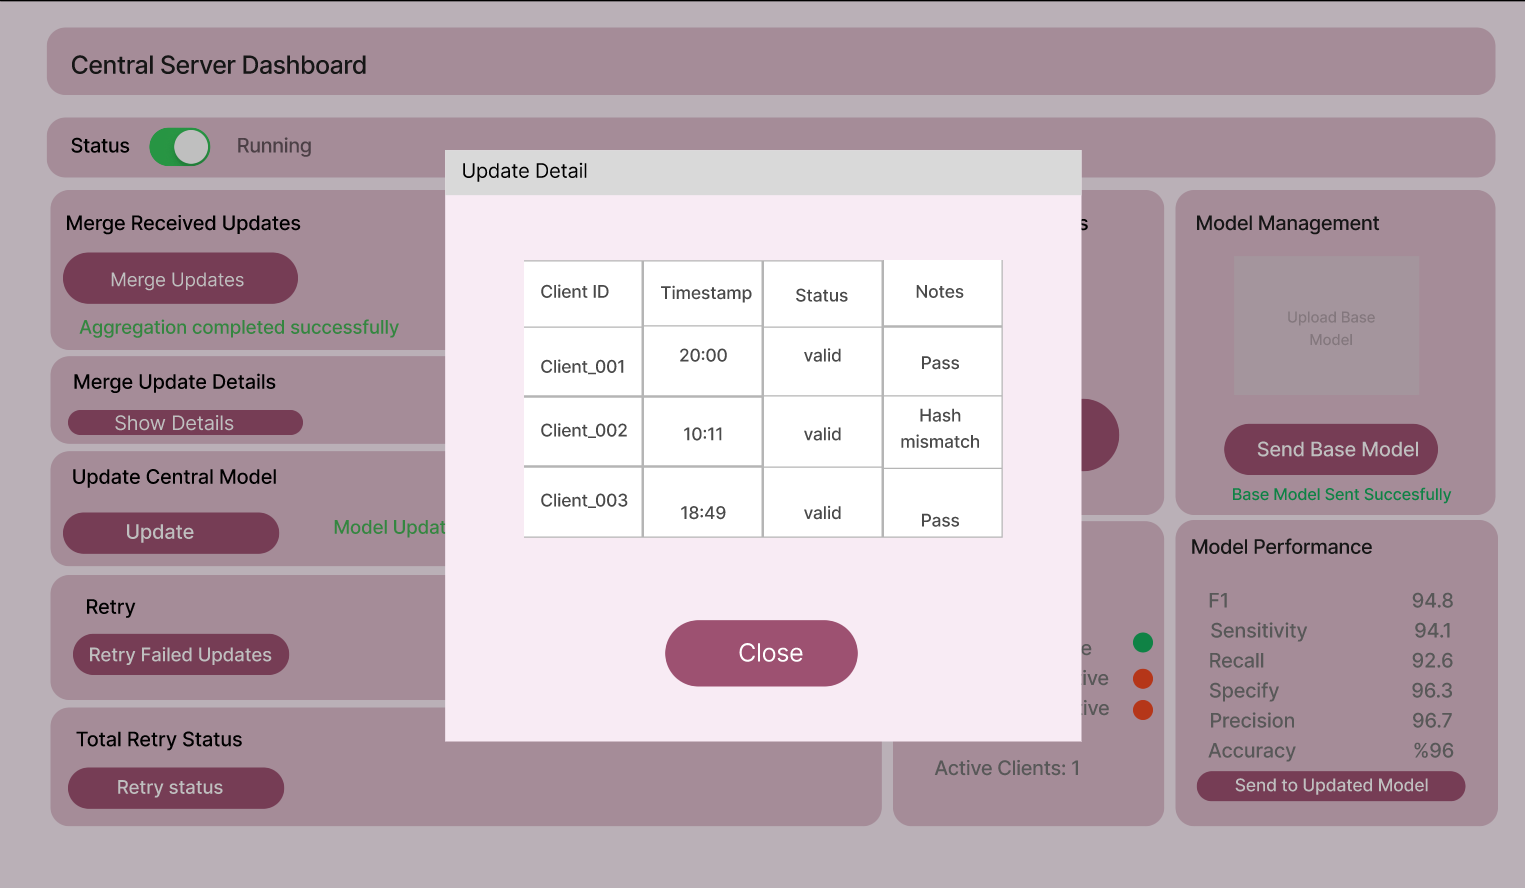 Central Server Dashboard
Status
Running
Update Detail
Client ID
Timestamp
Status
Notes
Client_001
20:00
valid
Pass
Client_002
10:11
valid
Hash
mismatch
Client_003
18:49
valid
Pass
Close
Merge Received Updates
Merge Updates
Aggregation completed successfully
Merge Update Details
Show Details
Update Central Model
Update
Model Updat
Retry
Retry Failed Updates
Total Retry Status
Retry status
s
e
ive
tive
Active Clients: 1
Model Management
Upload Base
Model
Send Base Model
Base Model Sent Succesfully
Model Performance
F1 94.8
Sensitivity 94.1
Recall 92.6
Specify 96.3
Precision 96.7
Accuracy %96
Send to Updated Model